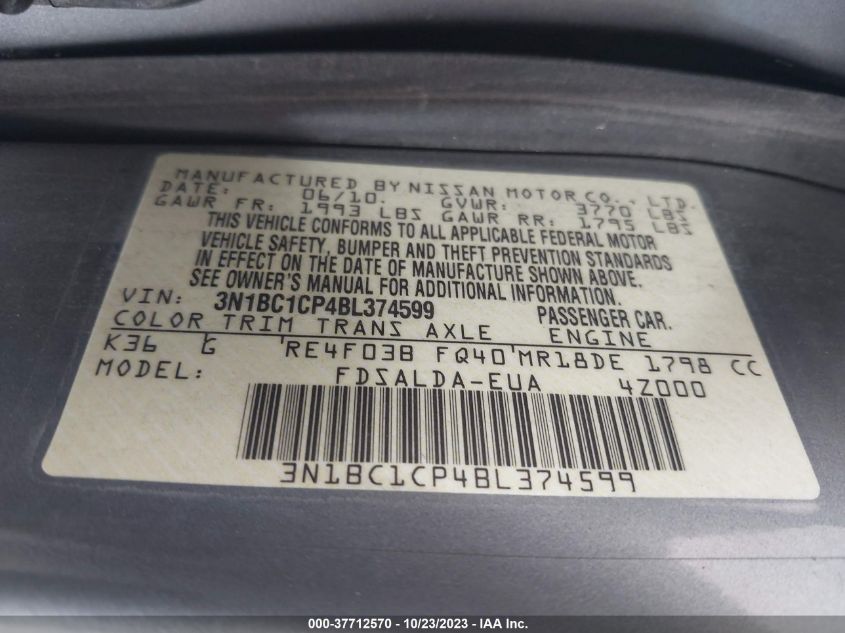 MANUFACTURED BY NISSAN MOTOR CO., LTD.
DATE: 06/10. GVWR: 3770 LBS
GAWR FR: 1993 LBS GAWR RR: 1795 LBS
THIS VEHICLE CONFORMS TO ALL APPLICABLE FEDERAL MOTOR
VEHICLE SAFETY, BUMPER AND THEFT PREVENTION STANDARDS
IN EFFECT ON THE DATE OF MANUFACTURE SHOWN ABOVE.
SEE OWNER'S MANUAL FOR ADDITIONAL INFORMATION.
VIN: 3N1BC1CP4BL374599 PASSENGER CAR.
COLOR TRIM TRANS AXLE ENGINE
K36 G RE4F03B FQ40 MR18DE 1798 CC
MODEL: FDSALDA-EUA 4Z000
3N1BC1CP4BL374599
000-37712570 - 10/23/2023 - IAA Inc.